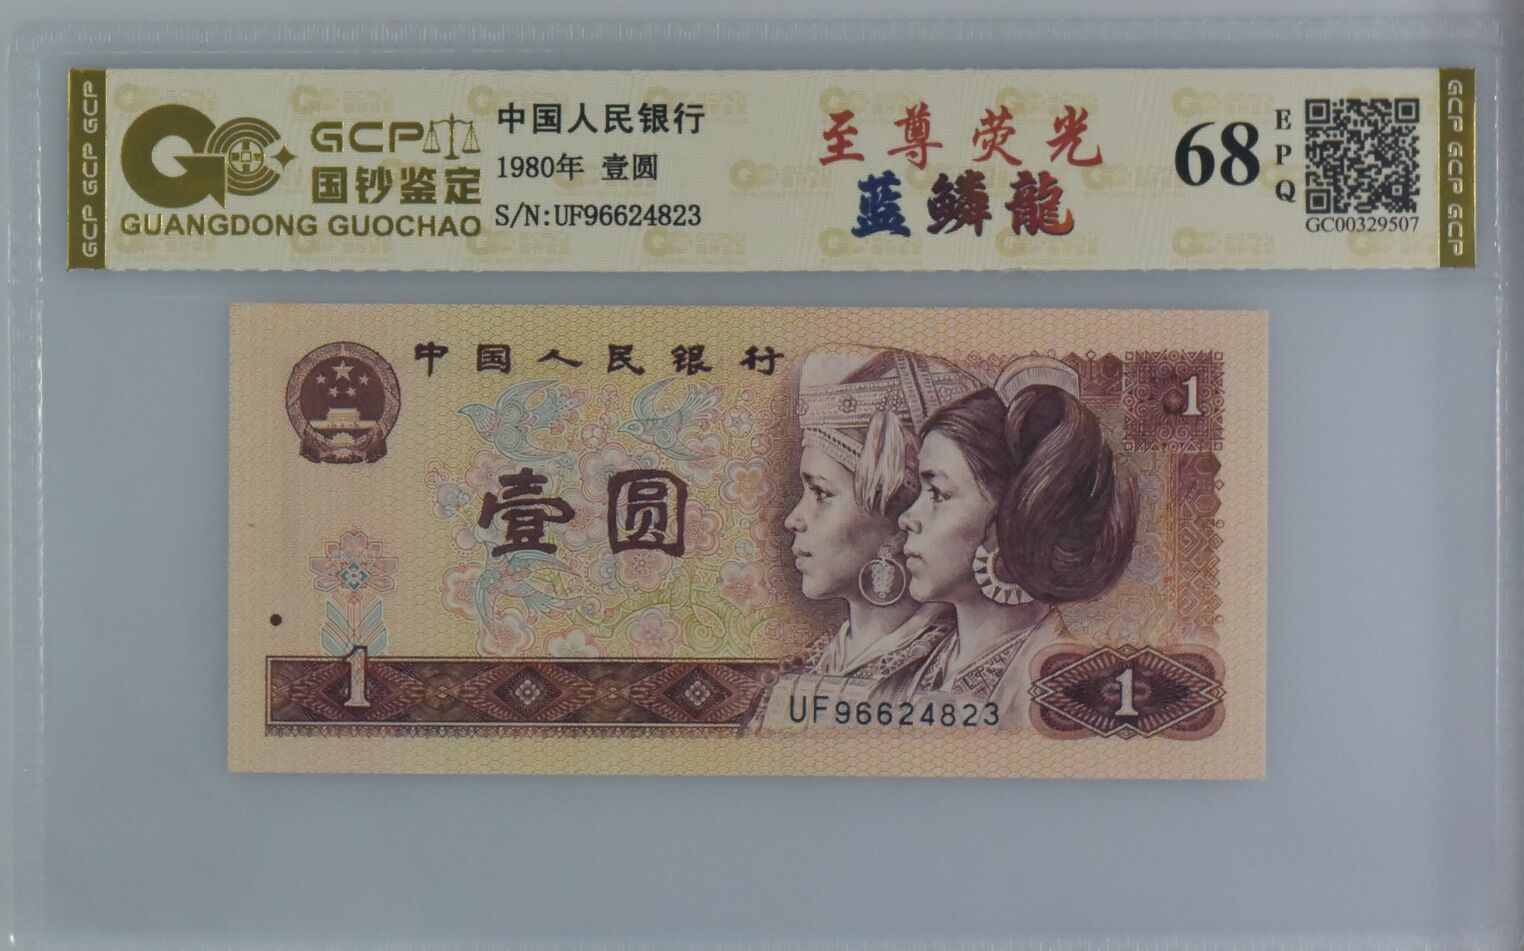 GCP GCP GCP
GCP
国钞鉴定
GUANGDONG GUOCHAO
中国人民银行
1980年 壹圆
S/N:UF96624823
至尊荧光
蓝鳞龍
68
EPQ
GC00329507
GCP GCP GCP
中国人民银行
1
壹圆
1
UF96624823
1